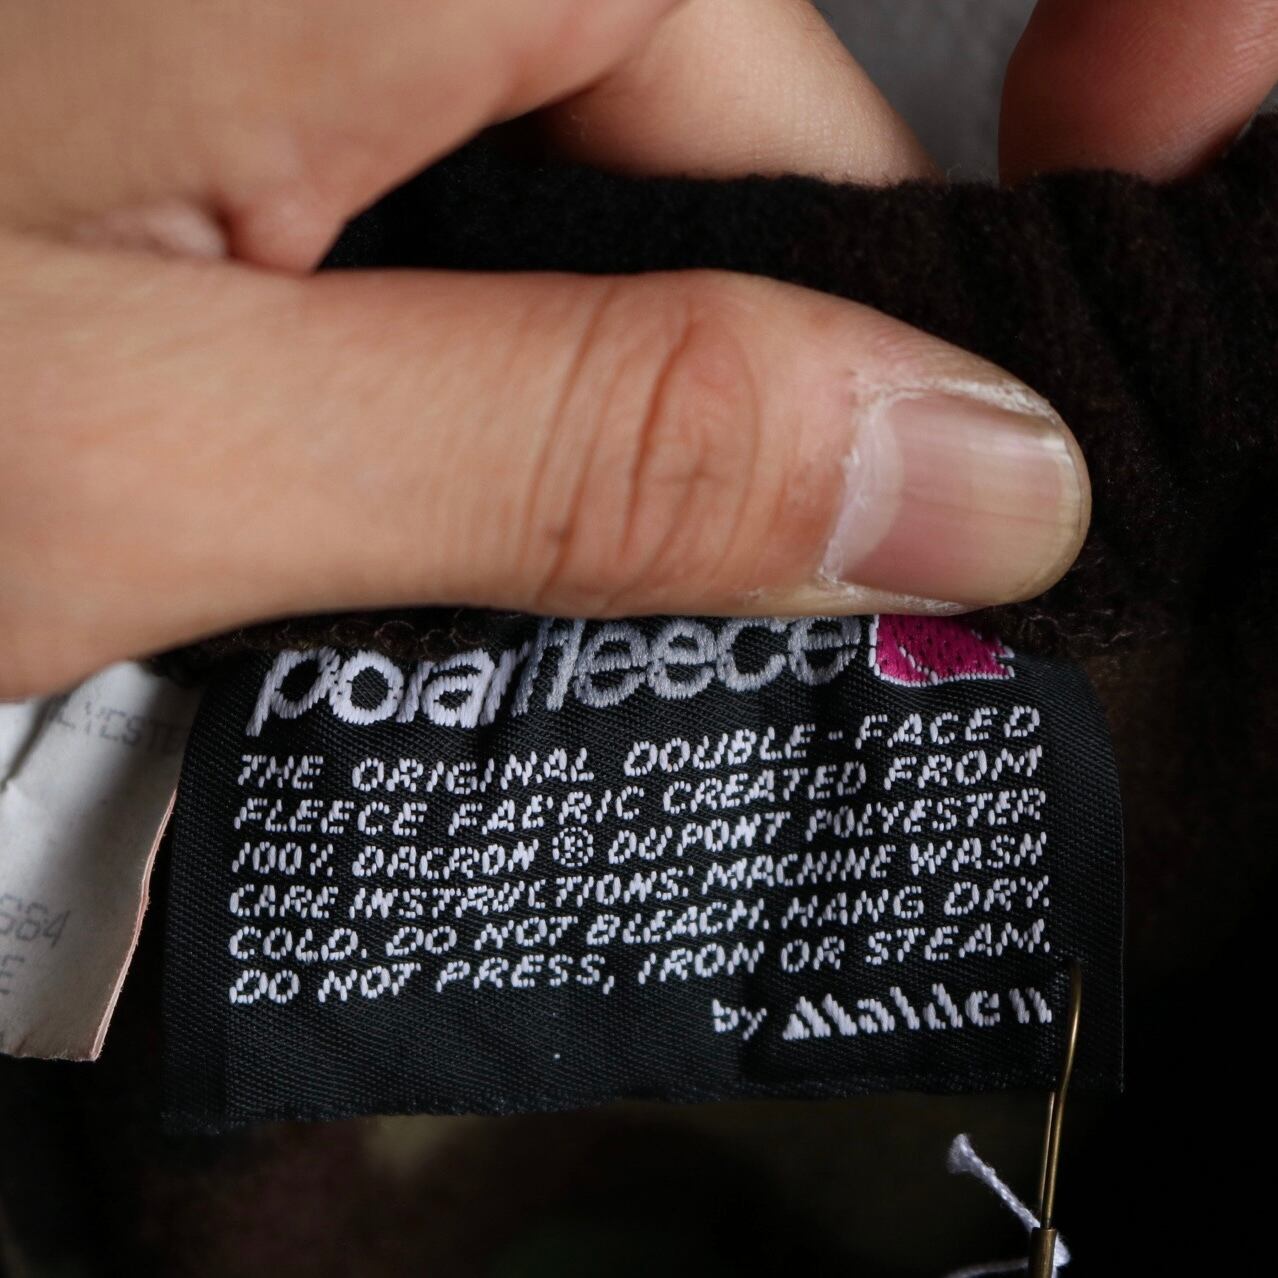 polarfleece
THE ORIGINAL DOUBLE-FACED
FLEECE FABRIC CREATED FROM
100% DACRON ® DUPONT POLYESTER
CARE INSTRUCTIONS: MACHINE WASH
COLD. DO NOT BLEACH. HANG DRY.
DO NOT PRESS, IRON OR STEAM.
by Malden